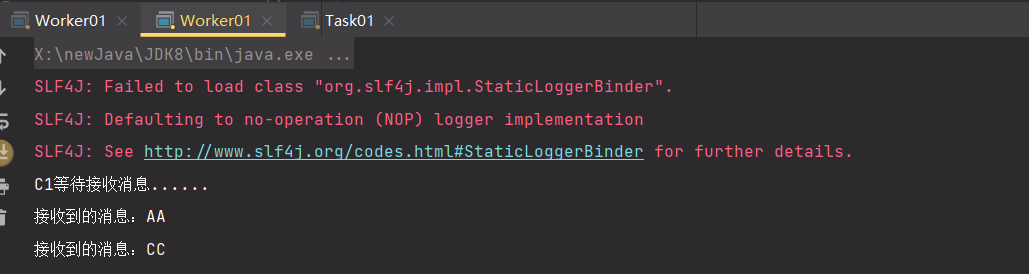 Worker01 Worker01 Task01
X:\newJava\JDK8\bin\java.exe ...
SLF4J: Failed to load class "org.slf4j.impl.StaticLoggerBinder".
SLF4J: Defaulting to no-operation (NOP) logger implementation
SLF4J: See http://www.slf4j.org/codes.html#StaticLoggerBinder for further details.
C1等待接收消息......
接收到的消息：AA
接收到的消息：CC